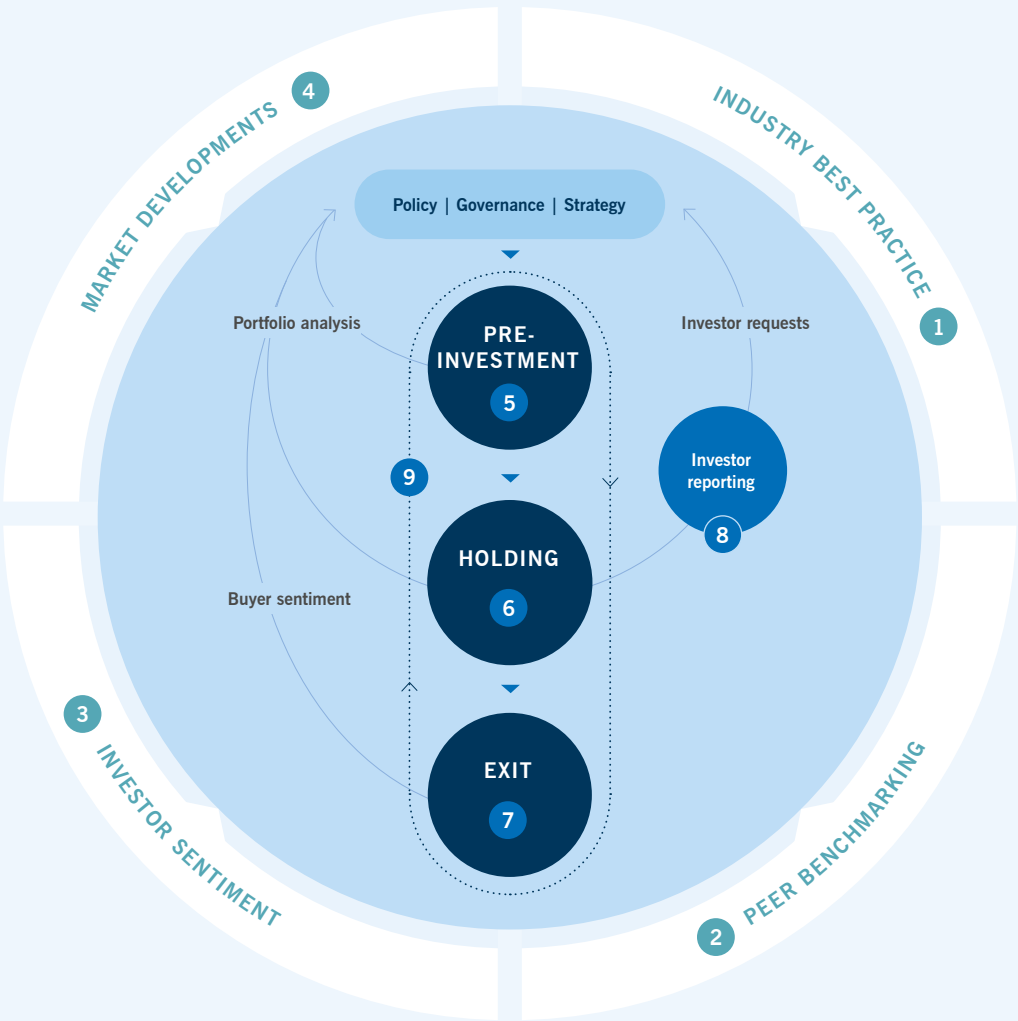 MARKET DEVELOPMENTS 4
INDUSTRY BEST PRACTICE 1
Policy | Governance | Strategy
Portfolio analysis
PRE-
INVESTMENT
5
Investor requests
9
Investor
reporting
8
HOLDING
6
Buyer sentiment
EXIT
7
3 INVESTOR SENTIMENT
2 PEER BENCHMARKING